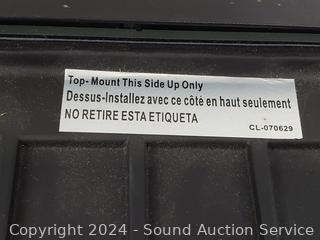 Top- Mount This Side Up Only
Dessus-Installez avec ce côté en haut seulement
NO RETIRE ESTA ETIQUETA
CL-070629
Copyright 2024 - Sound Auction Service